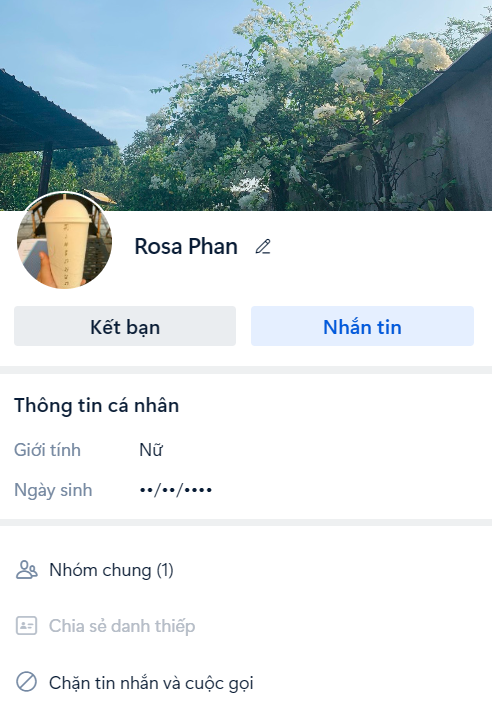 Rosa Phan
Kết bạn
Nhắn tin
Thông tin cá nhân
Giới tính Nữ
Ngày sinh ••/••/••••
Nhóm chung (1)
Chia sẻ danh thiếp
Chặn tin nhắn và cuộc gọi